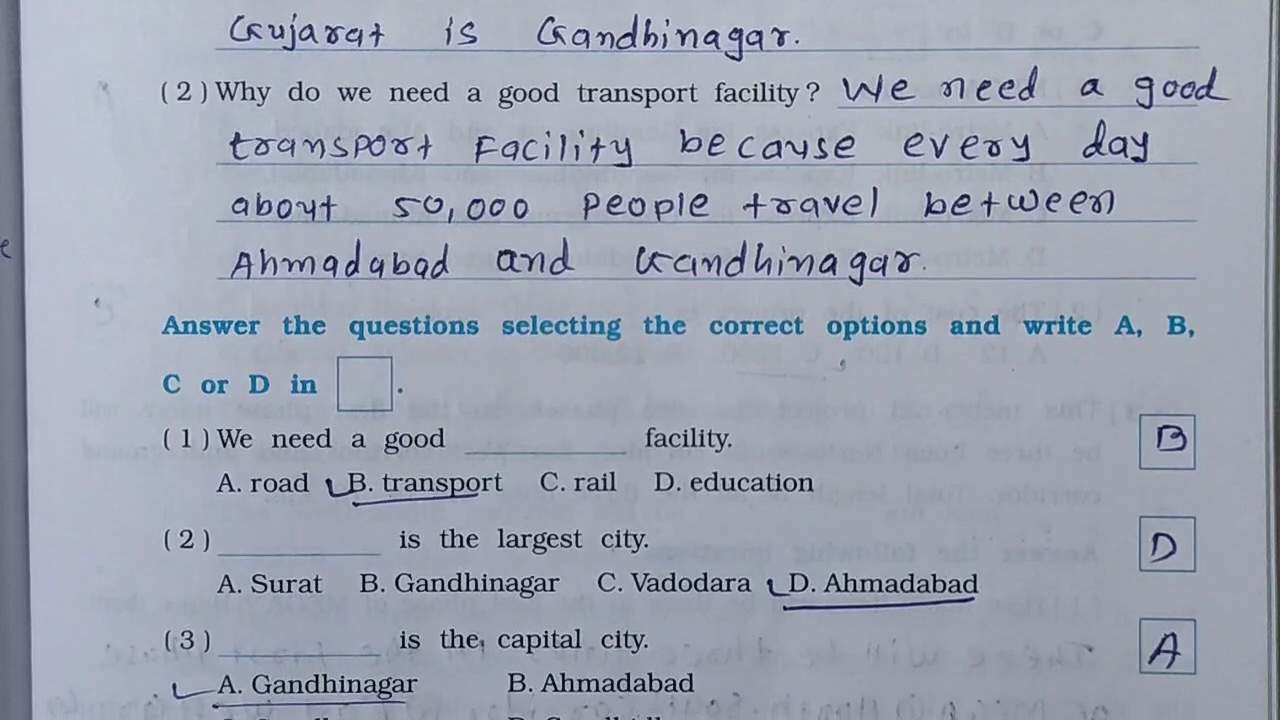 Gujarat is Gandhinagar.
(2) Why do we need a good transport facility? We need a good
transport Facility because every day
about 50,000 People travel between
Ahmadabad and Gandhinagar.
Answer the questions selecting the correct options and write A, B,
C or D in .
(1) We need a good ________ facility. B
A. road B. transport C. rail D. education
(2) ________ is the largest city. D
A. Surat B. Gandhinagar C. Vadodara D. Ahmadabad
(3) ________ is the capital city. A
A. Gandhinagar B. Ahmadabad